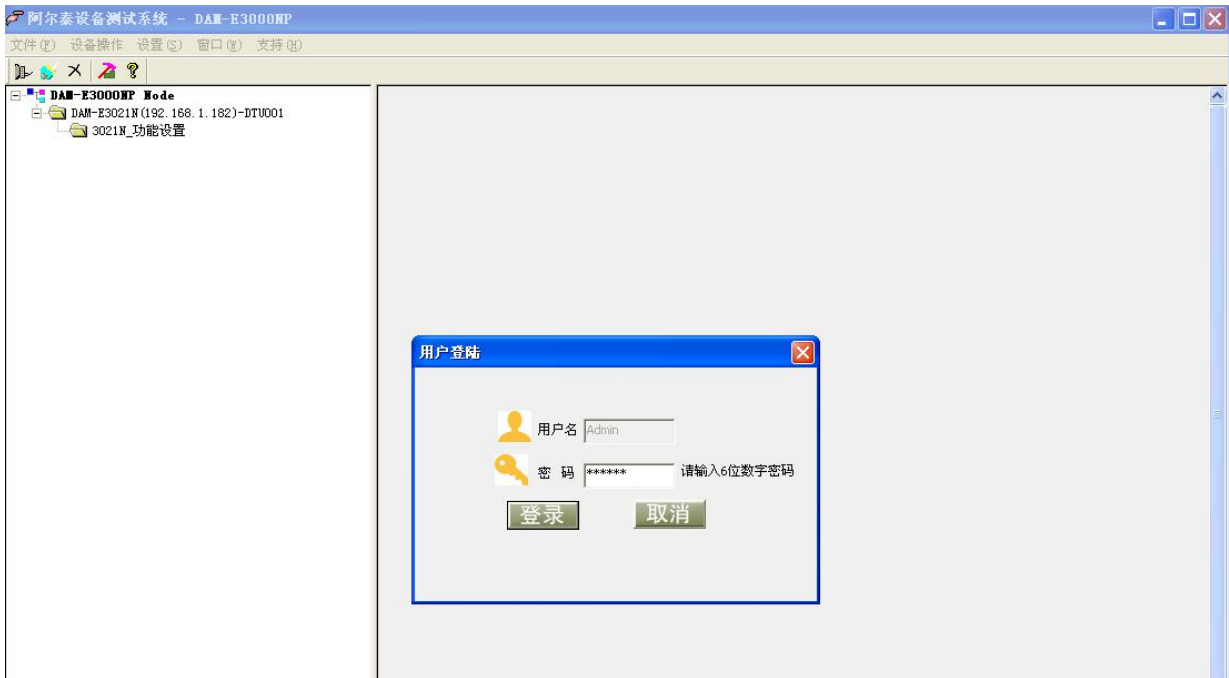 阿尔泰设备测试系统 - DAM-E3000NP
文件(F) 设备操作 设置(S) 窗口(W) 支持(H)
DAM-E3000NP Node
DAM-E3021N(192.168.1.182)-DTU001
3021N_功能设置
用户登陆
用户名 Admin
密 码 ****** 请输入6位数字密码
登录 取消